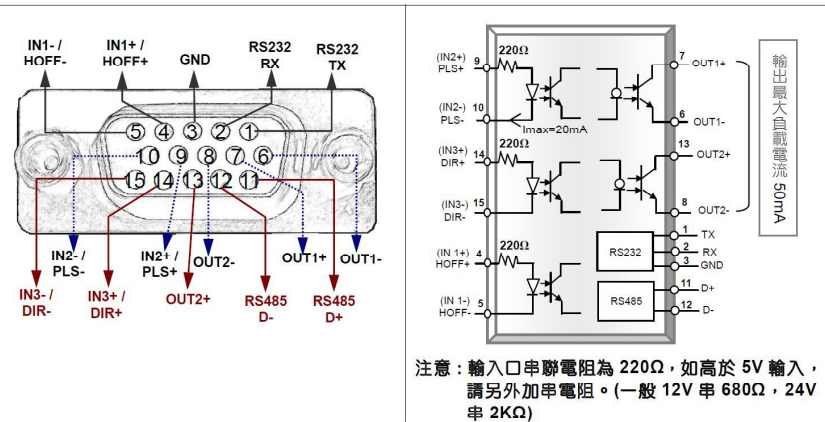 IN1- /
HOFF-
IN1+ /
HOFF+
GND
RS232
RX
RS232
TX
5 4 3 2 1
10 9 8 7 6
15 14 13 12 11
IN2- /
PLS-
IN2+ /
PLS+
OUT2-
OUT1+
OUT1-
IN3- /
DIR-
IN3+ /
DIR+
OUT2+
RS485
D-
RS485
D+
(IN2+)
PLS+
9
220Ω
(IN2-)
PLS-
10
Imax=20mA
(IN3+)
DIR+
14
220Ω
(IN3-)
DIR-
15
(IN 1+)
HOFF+
4
220Ω
(IN 1-)
HOFF-
5
7
OUT1+
6
OUT1-
13
OUT2+
8
OUT2-
RS232
1
TX
2
RX
3
GND
RS485
11
D+
12
D-
輸出最大負載電流 50mA
注意：輸入口串聯電阻為 220Ω，如高於 5V 輸入，
請另外加串電阻。(一般 12V 串 680Ω，24V
串 2KΩ)